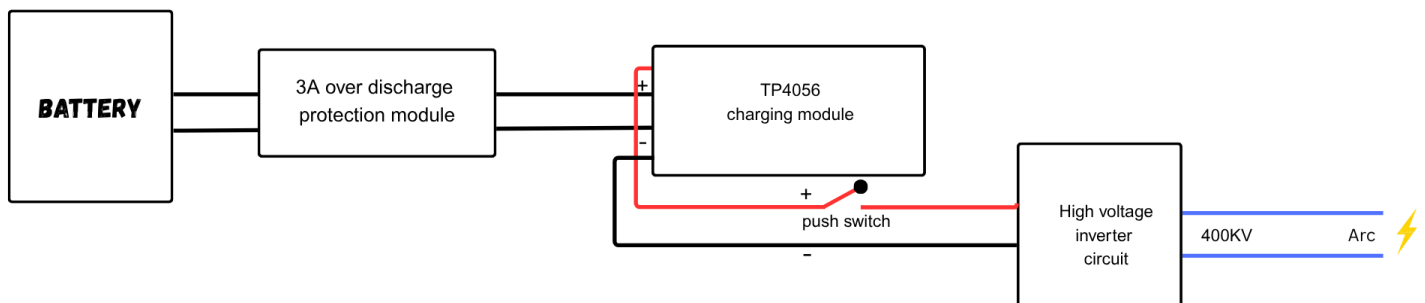 BATTERY
3A over discharge
protection module
+
-
TP4056
charging module
+
push switch
-
High voltage
inverter
circuit
400KV
Arc